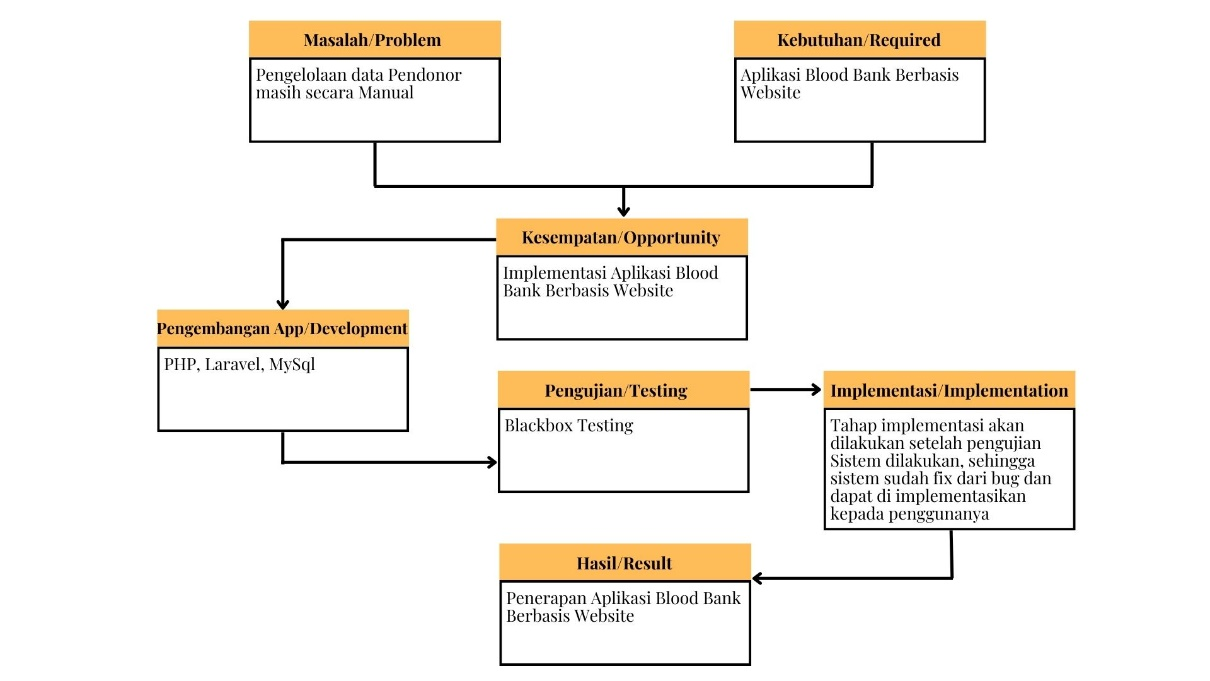 Masalah/Problem
Pengelolaan data Pendonor
masih secara Manual
Kebutuhan/Required
Aplikasi Blood Bank Berbasis
Website
Kesempatan/Opportunity
Implementasi Aplikasi Blood
Bank Berbasis Website
Pengembangan App/Development
PHP, Laravel, MySql
Pengujian/Testing
Blackbox Testing
Implementasi/Implementation
Tahap implementasi akan
dilakukan setelah pengujian
Sistem dilakukan, sehingga
sistem sudah fix dari bug dan
dapat di implementasikan
kepada penggunanya
Hasil/Result
Penerapan Aplikasi Blood Bank
Berbasis Website